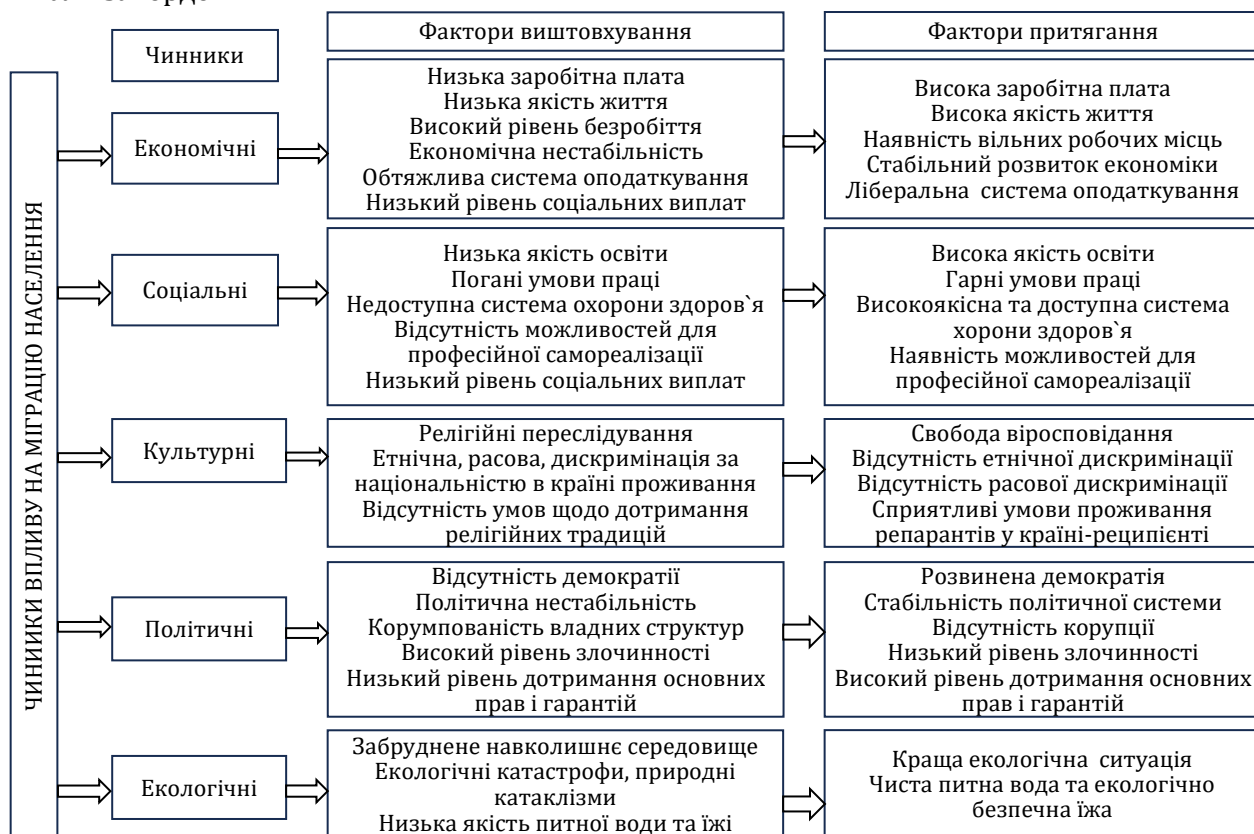 Чинники
Фактори виштовхування
Фактори притягання
ЧИННИКИ ВПЛИВУ НА МІГРАЦІЮ НАСЕЛЕННЯ
Економічні
Низька заробітна плата
Низька якість життя
Високий рівень безробіття
Економічна нестабільність
Обтяжлива система оподаткування
Низький рівень соціальних виплат
Висока заробітна плата
Висока якість життя
Наявність вільних робочих місць
Стабільний розвиток економіки
Ліберальна система оподаткування
Соціальні
Низька якість освіти
Погані умови праці
Недоступна система охорони здоров`я
Відсутність можливостей для
професійної самореалізації
Низький рівень соціальних виплат
Висока якість освіти
Гарні умови праці
Високоякісна та доступна система
хорони здоров`я
Наявність можливостей для
професійної самореалізації
Культурні
Релігійні переслідування
Етнічна, расова, дискримінація за
національністю в країні проживання
Відсутність умов щодо дотримання
релігійних традицій
Свобода віросповідання
Відсутність етнічної дискримінації
Відсутність расової дискримінації
Сприятливі умови проживання
репарантів у країні-реципієнті
Політичні
Відсутність демократії
Політична нестабільність
Корумпованість владних структур
Високий рівень злочинності
Низький рівень дотримання основних
прав і гарантій
Розвинена демократія
Стабільність політичної системи
Відсутність корупції
Низький рівень злочинності
Високий рівень дотримання основних
прав і гарантій
Екологічні
Забруднене навколишнє середовище
Екологічні катастрофи, природні
катаклізми
Низька якість питної води та їжі
Краща екологічна ситуація
Чиста питна вода та екологічно
безпечна їжа